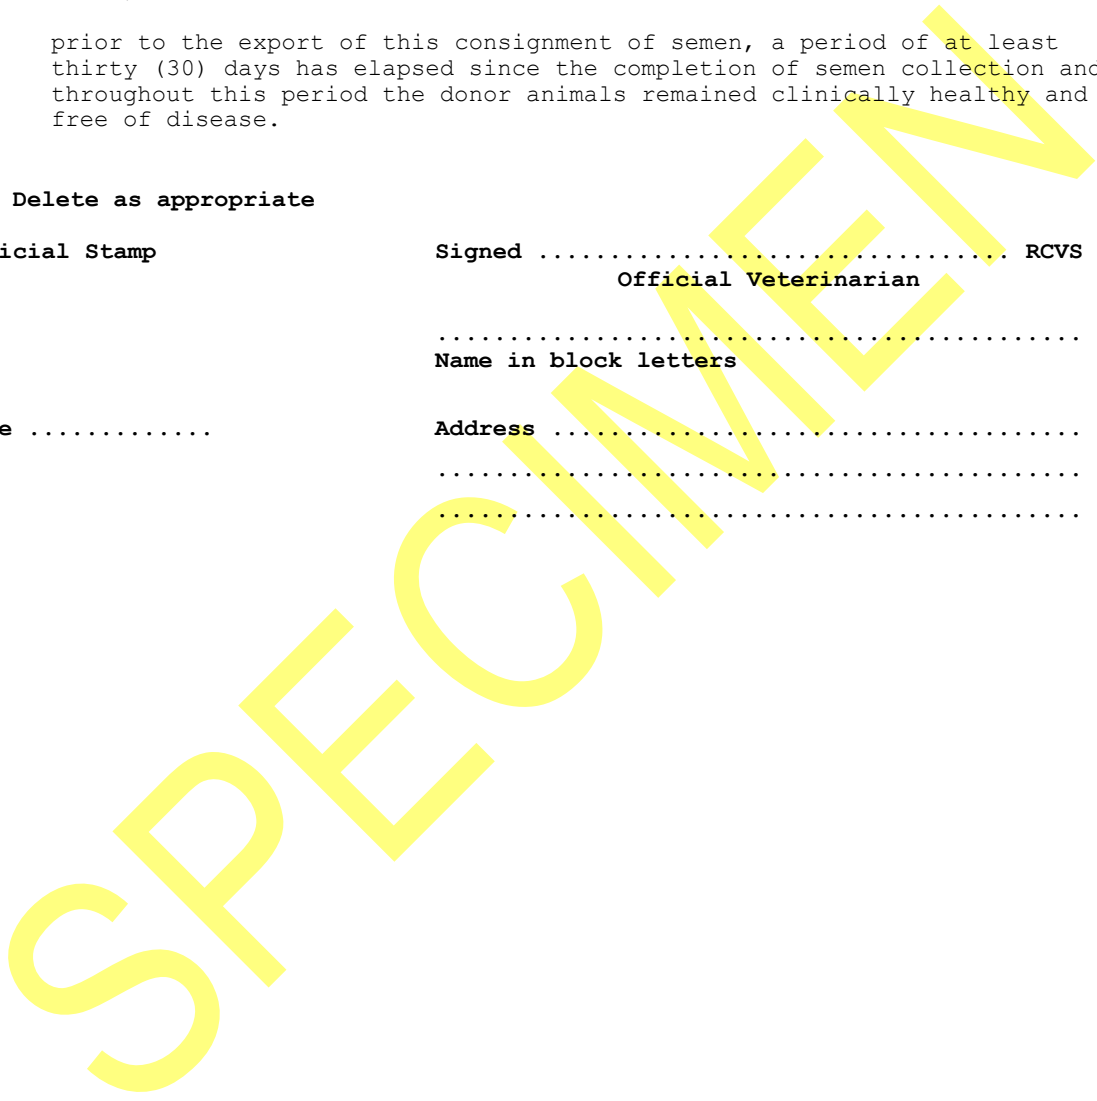 prior to the export of this consignment of semen, a period of at least
thirty (30) days has elapsed since the completion of semen collection and
throughout this period the donor animals remained clinically healthy and
free of disease.
Delete as appropriate
icial Stamp Signed ................................. RCVS
Official Veterinarian
.............................................
Name in block letters
e ............. Address .....................................
.............................................
.............................................
SPECIMEN